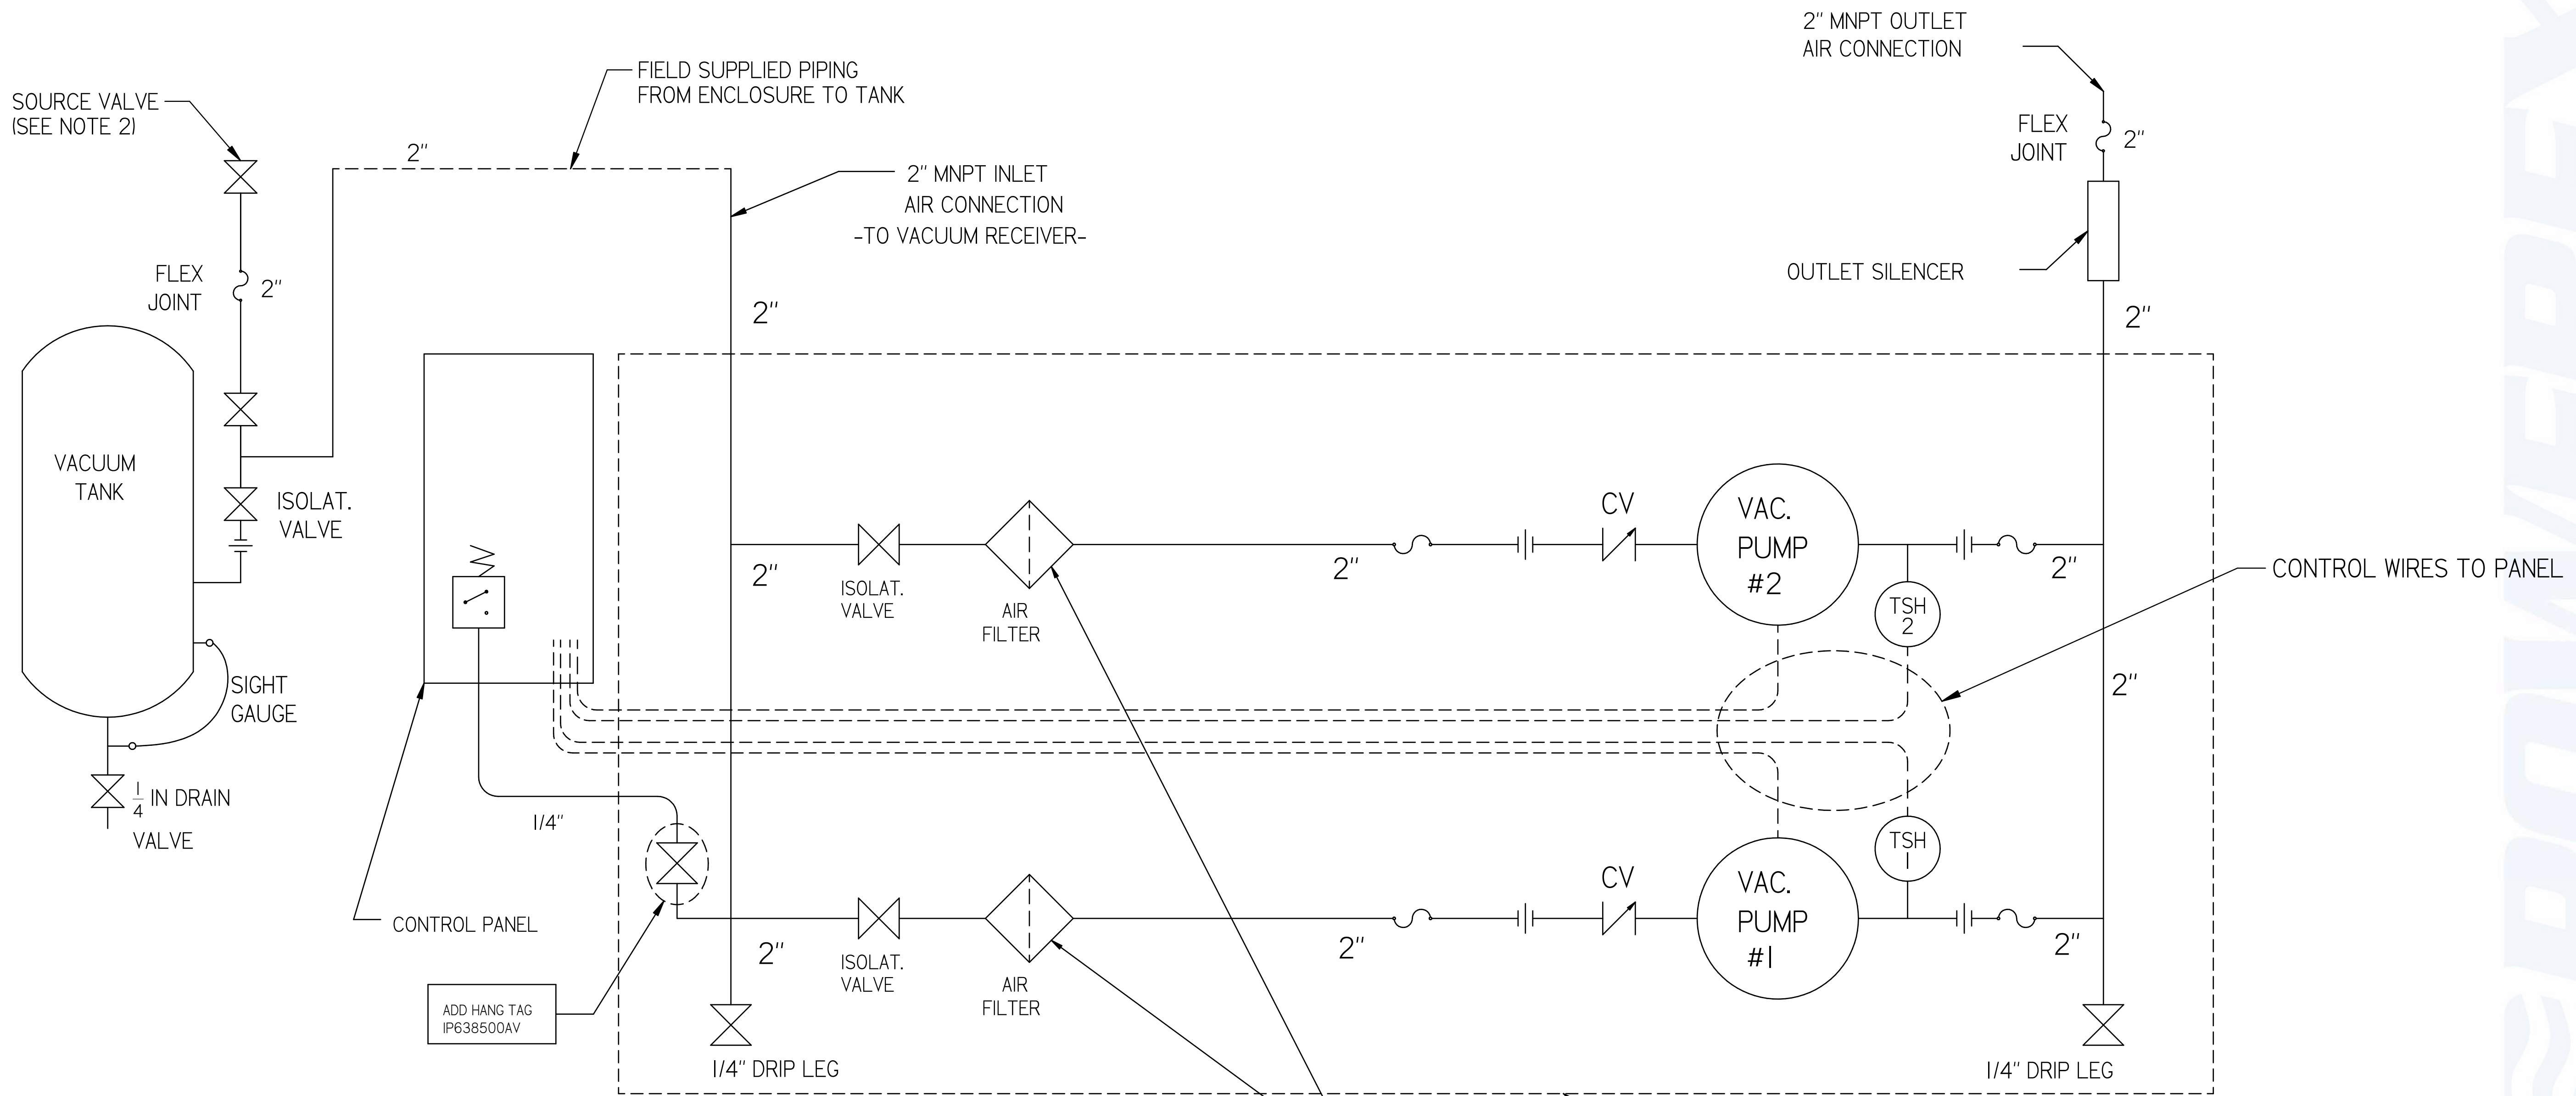 2" MNPT OUTLET
AIR CONNECTION
FIELD SUPPLIED PIPING
FROM ENCLOSURE TO TANK
SOURCE VALVE
(SEE NOTE 2)
FLEX
JOINT
2"
2"
2" MNPT INLET
AIR CONNECTION
-TO VACUUM RECEIVER-
OUTLET SILENCER
FLEX
JOINT
2"
2"
2"
VACUUM
TANK
ISOLAT.
VALVE
CV
VAC.
PUMP
#2
2"
ISOLAT.
VALVE
AIR
FILTER
2"
TSH
2
2"
CONTROL WIRES TO PANEL
SIGHT
GAUGE
2"
1/4 IN DRAIN
VALVE
1/4"
TSH
1
CV
VAC.
PUMP
#1
CONTROL PANEL
2"
ISOLAT.
VALVE
AIR
FILTER
2"
2"
ADD HANG TAG
IP638500AV
1/4" DRIP LEG
1/4" DRIP LEG